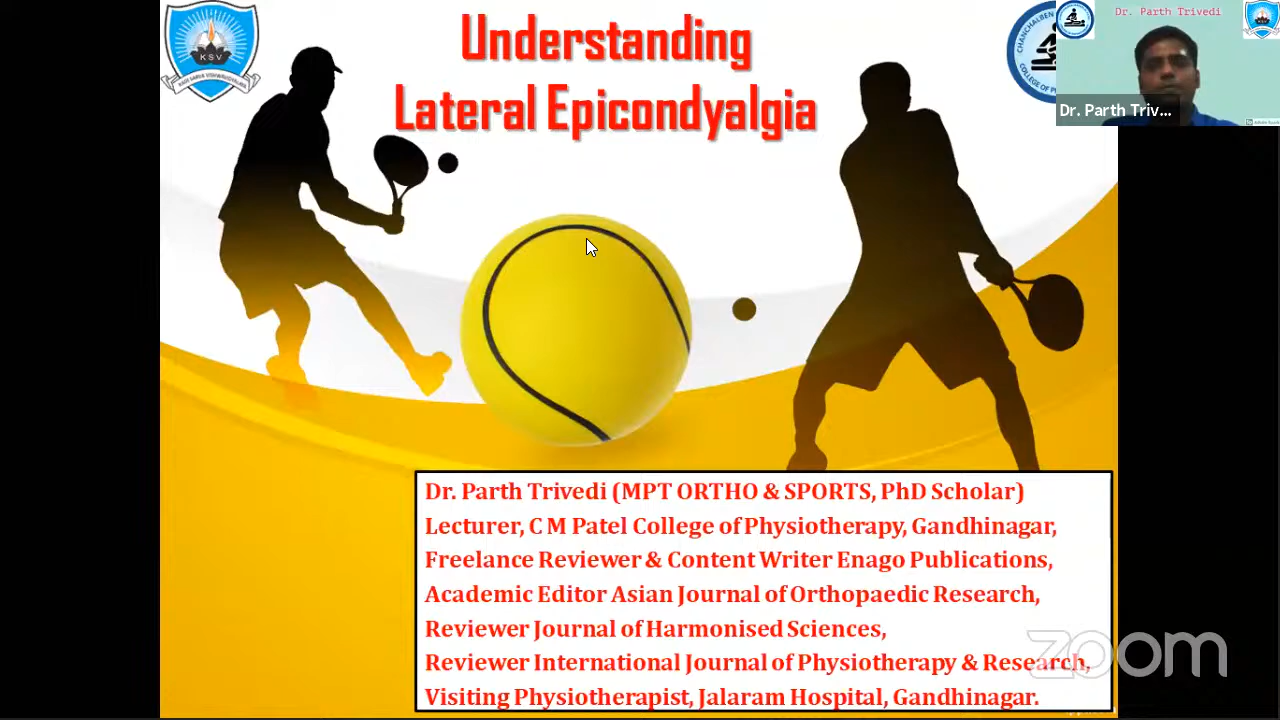 Understanding
Lateral Epicondyalgia
KSV
Dr. Parth Trivedi
Dr. Parth Triv...
Dr. Parth Trivedi (MPT ORTHO & SPORTS, PhD Scholar)
Lecturer, C M Patel College of Physiotherapy, Gandhinagar,
Freelance Reviewer & Content Writer Enago Publications,
Academic Editor Asian Journal of Orthopaedic Research,
Reviewer Journal of Harmonised Sciences,
Reviewer International Journal of Physiotherapy & Research,
Visiting Physiotherapist, Jalaram Hospital, Gandhinagar.
zoom